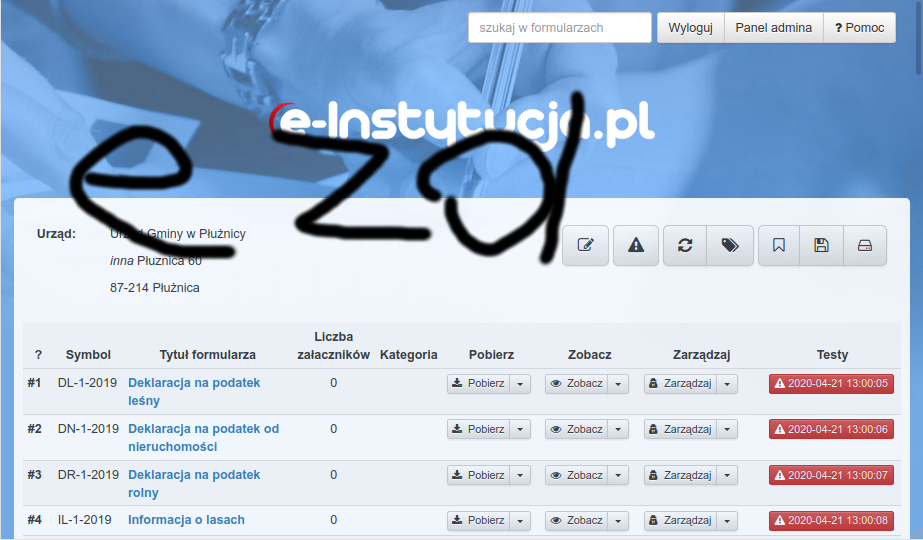 szukaj w formularzach Wyloguj Panel admina ? Pomoc
e-Instytucja.pl
e zd
Urząd: Urząd Gminy w Płużnicy
inna Płużnica 60
87-214 Płużnica
? Symbol Tytuł formularza Liczba załaczników Kategoria Pobierz Zobacz Zarządzaj Testy
#1 DL-1-2019 Deklaracja na podatek leśny 0 Pobierz Zobacz Zarządzaj 2020-04-21 13:00:05
#2 DN-1-2019 Deklaracja na podatek od nieruchomości 0 Pobierz Zobacz Zarządzaj 2020-04-21 13:00:06
#3 DR-1-2019 Deklaracja na podatek rolny 0 Pobierz Zobacz Zarządzaj 2020-04-21 13:00:07
#4 IL-1-2019 Informacja o lasach 0 Pobierz Zobacz Zarządzaj 2020-04-21 13:00:08